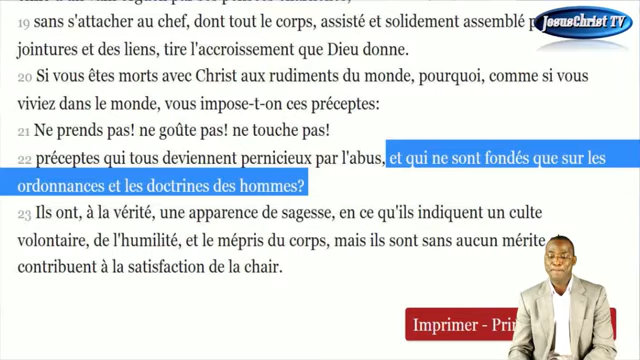 JesusChrist TV
19 sans s'attacher au chef, dont tout le corps, assisté et solidement assemblé
jointures et des liens, tire l'accroissement que Dieu donne.
20 Si vous êtes morts avec Christ aux rudiments du monde, pourquoi, comme si vous
viviez dans le monde, vous impose-t-on ces préceptes:
21 Ne prends pas! ne goûte pas! ne touche pas!
22 préceptes qui tous deviennent pernicieux par l'abus, et qui ne sont fondés que sur les
ordonnances et les doctrines des hommes?
23 Ils ont, à la vérité, une apparence de sagesse, en ce qu'ils indiquent un culte
volontaire, de l'humilité, et le mépris du corps, mais ils sont sans aucun mérite
contribuent à la satisfaction de la chair.
Imprimer -